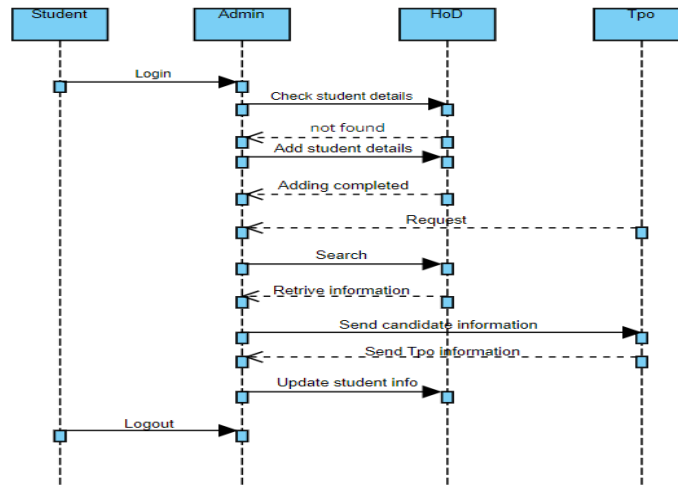 Student
Admin
HoD
Tpo
Login
Check student details
not found
Add student details
Adding completed
Request
Search
Retrive information
Send candidate information
Send Tpo information
Update student info
Logout